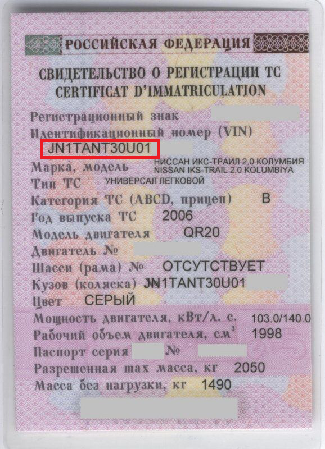 РОССИЙСКАЯ ФЕДЕРАЦИЯ
СВИДЕТЕЛЬСТВО О РЕГИСТРАЦИИ ТС
CERTIFICAT D'IMMATRICULATION
Регистрационный знак
Идентификационный номер (VIN)
JN1TANT30U01
Марка, модель НИССАН ИКС-ТРАИЛ 2,0 КОЛУМБИЯ
NISSAN IKS-TRAIL 2.0 KOLUMBIYA
Тип ТС УНИВЕРСАЛ ЛЕГКОВОЙ
Категория ТС (ABCD, прицеп) B
Год выпуска ТС 2006
Модель двигателя QR20
Двигатель №
Шасси (рама) № ОТСУТСТВУЕТ
Кузов (коляска) JN1TANT30U01
Цвет СЕРЫЙ
Мощность двигателя, кВт/л. с. 103.0/140.0
Рабочий объем двигателя, см³ 1998
Паспорт серия №
Разрешенная max масса, кг 2050
Масса без нагрузки, кг 1490